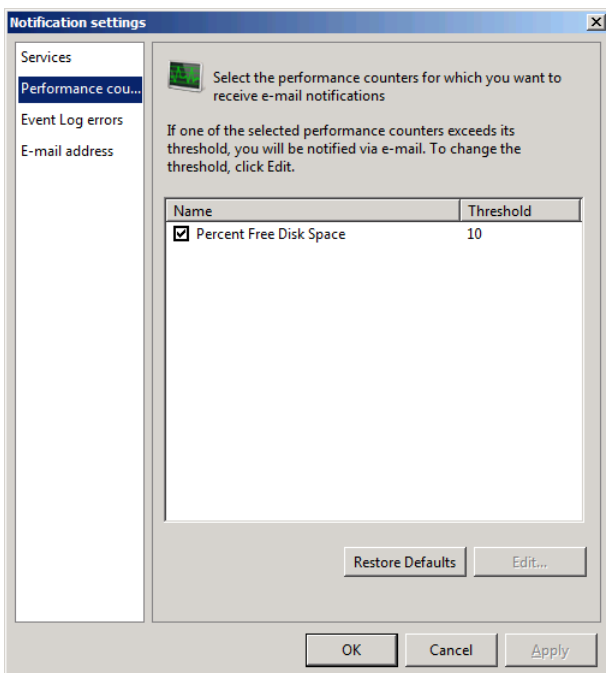 Notification settings
Services
Performance cou...
Event Log errors
E-mail address
Select the performance counters for which you want to
receive e-mail notifications
If one of the selected performance counters exceeds its
threshold, you will be notified via e-mail. To change the
threshold, click Edit.
Name Threshold
Percent Free Disk Space 10
Restore Defaults Edit...
OK Cancel Apply